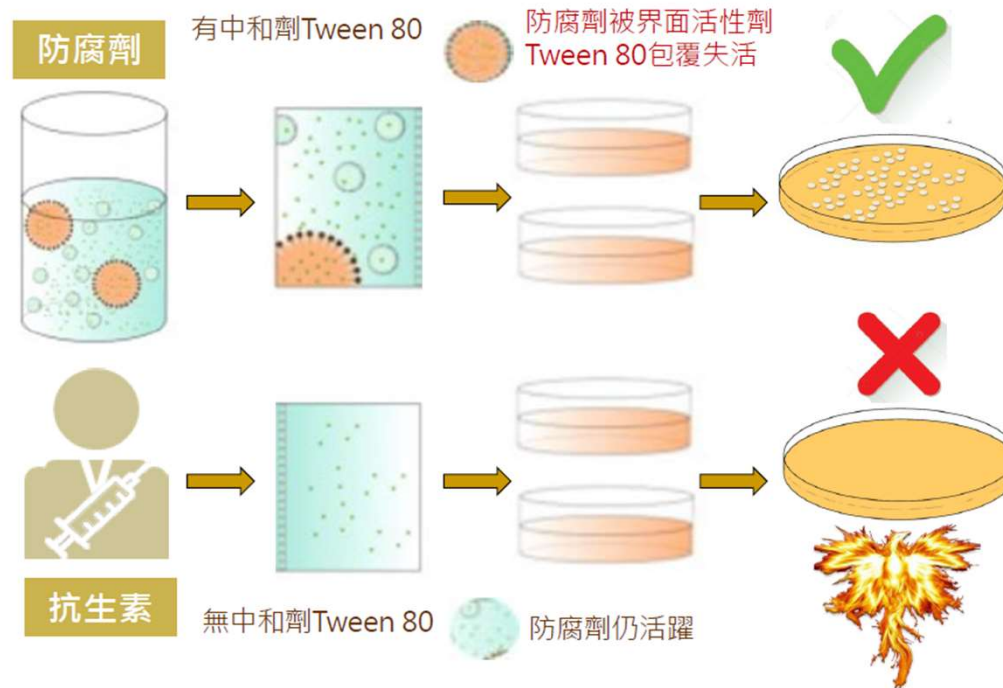 防腐劑
有中和劑Tween 80
防腐劑被界面活性劑
Tween 80包覆失活
抗生素
無中和劑Tween 80
防腐劑仍活躍